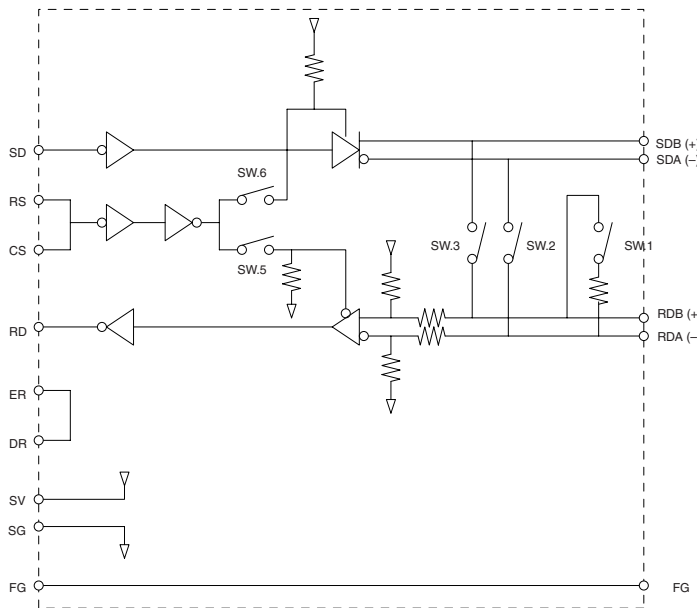 SD
SDB (+)
SDA (–)
RS
SW.6
CS
SW.3
SW.2
SW.1
SW.5
RDB (+
RD
RDA (–
ER
DR
SV
SG
FG
FG